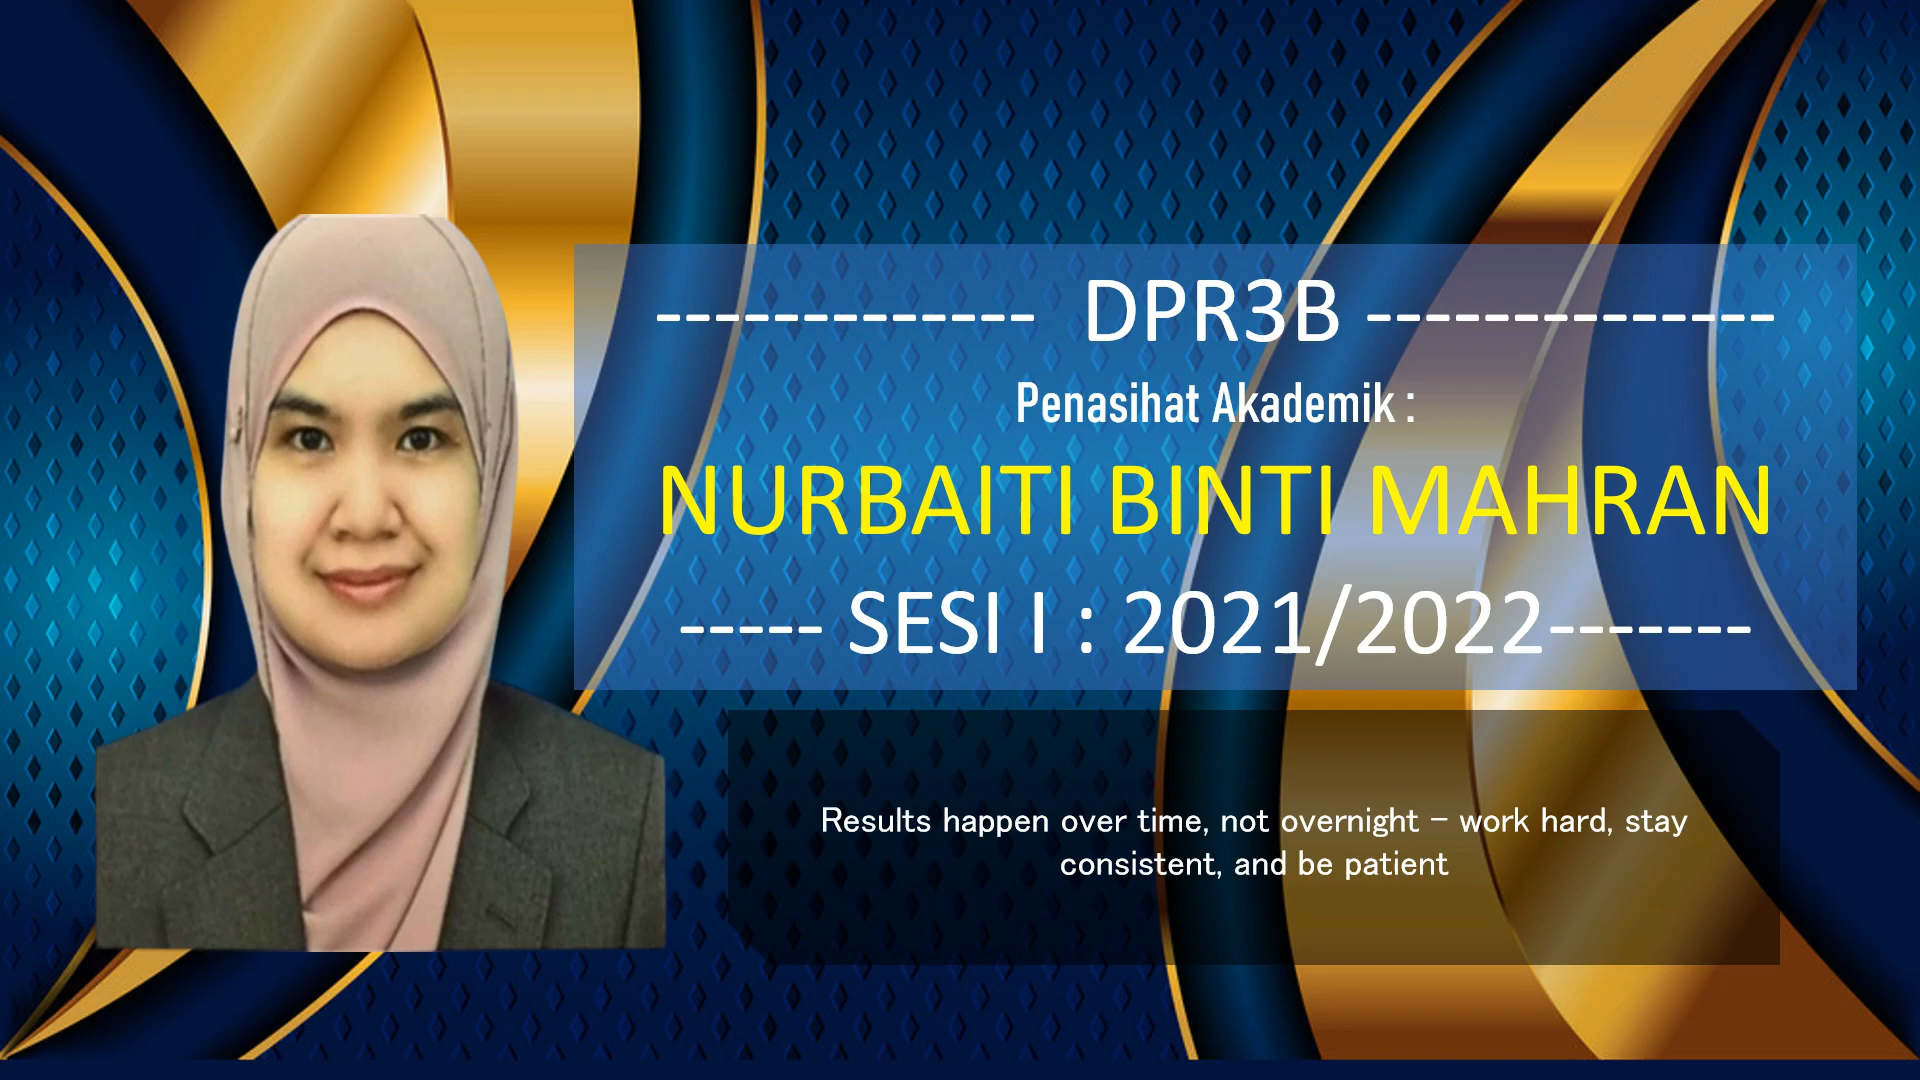 ------------- DPR3B --------------
Penasihat Akademik :
NURBAITI BINTI MAHRAN
----- SESI I : 2021/2022-------
Results happen over time, not overnight – work hard, stay
consistent, and be patient